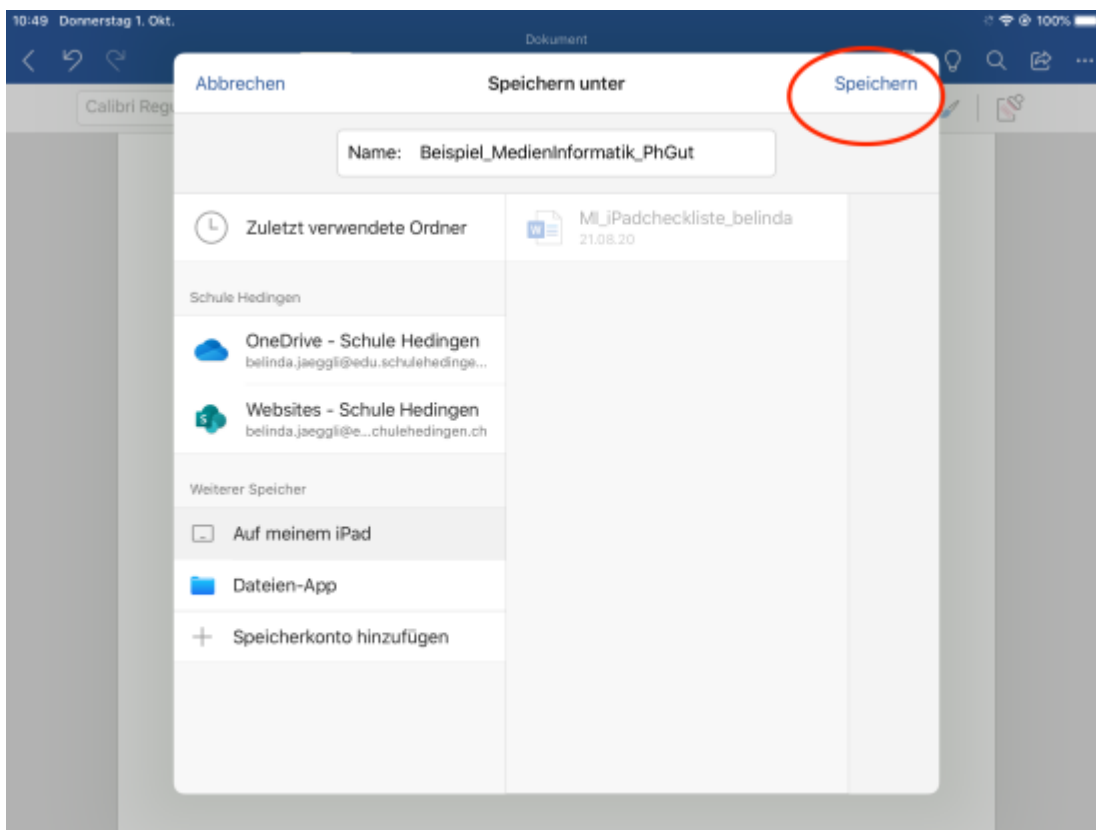 10:49 Donnerstag 1. Okt.
100%
Dokument
Abbrechen
Speichern unter
Speichern
Calibri Regu
Name: Beispiel_MedienInformatik_PhGut
Zuletzt verwendete Ordner
MI_iPadcheckliste_belinda
21.08.20
Schule Hedingen
OneDrive - Schule Hedingen
belinda.jaeggli@edu.schulehedinge...
Websites - Schule Hedingen
belinda.jaeggli@e...chulehedingen.ch
Weiterer Speicher
Auf meinem iPad
Dateien-App
Speicherkonto hinzufügen